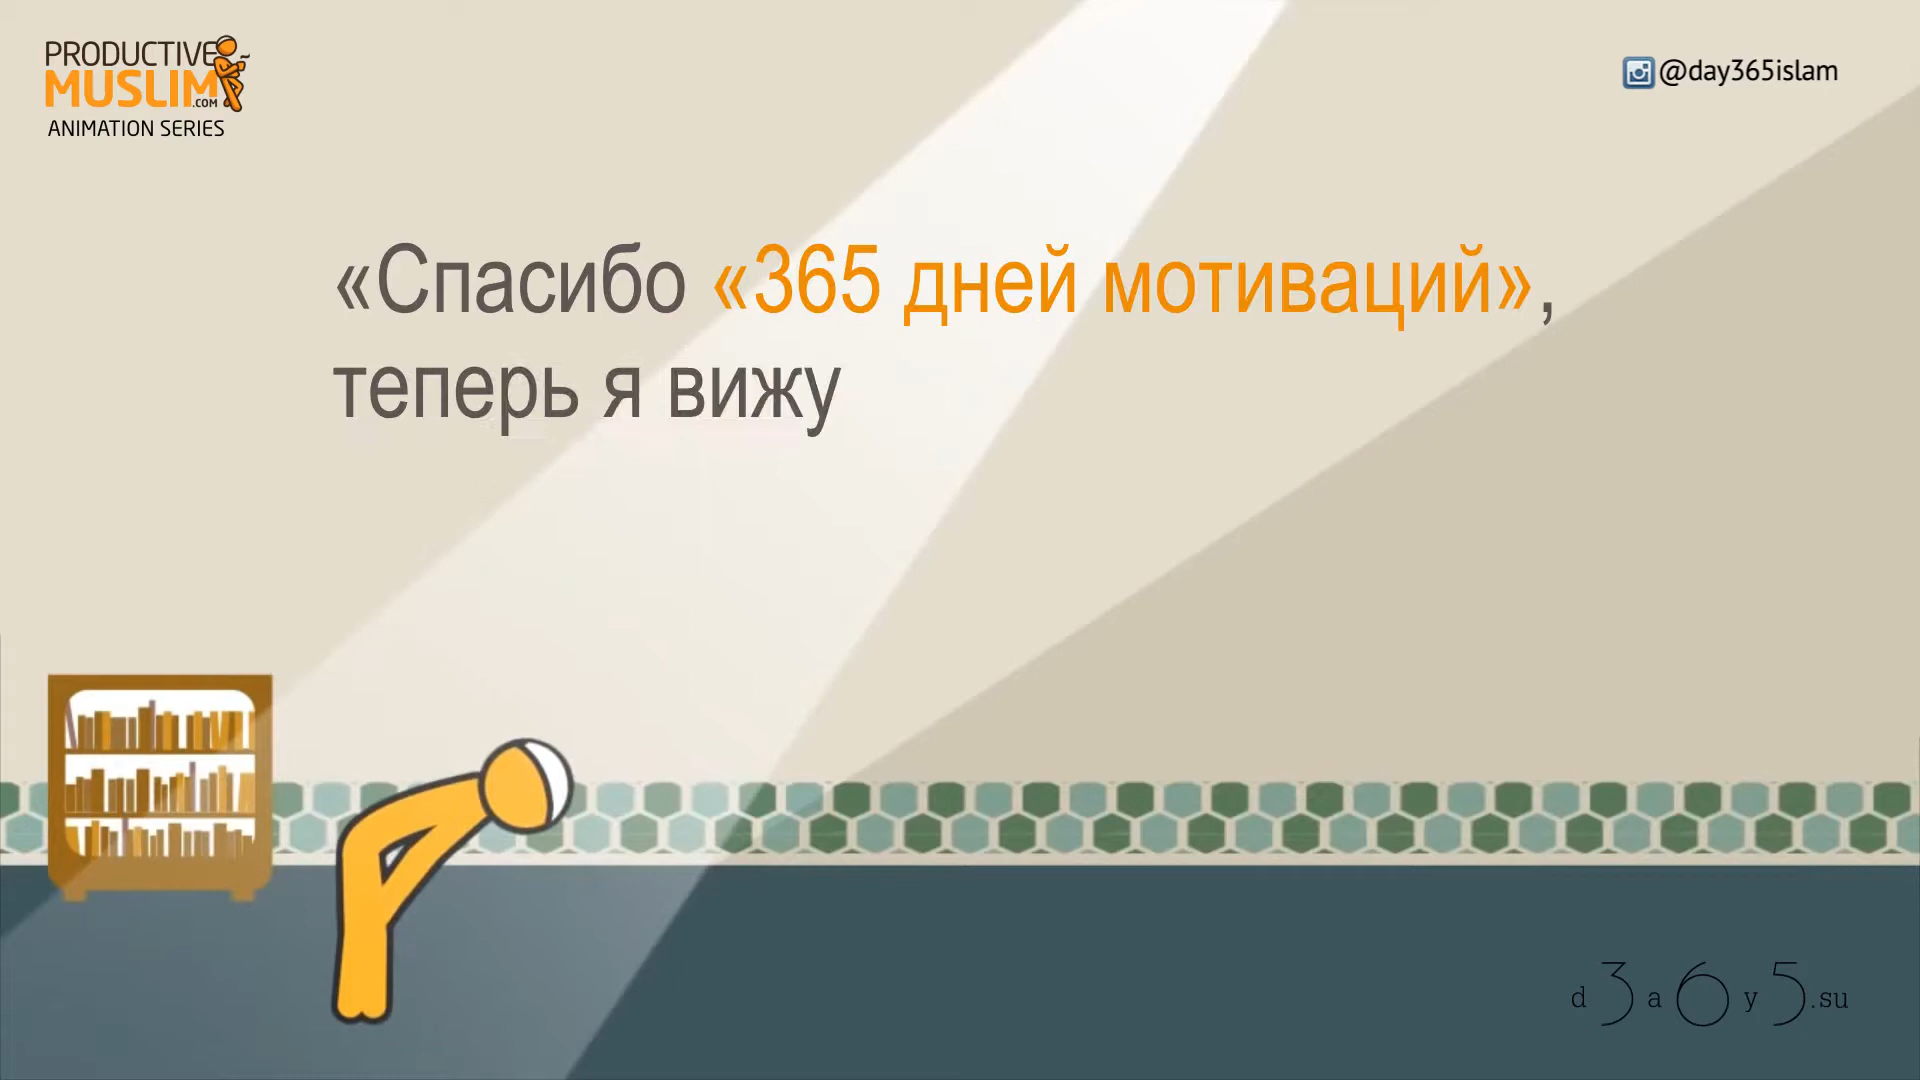 PRODUCTIVE
MUSLIM.COM
ANIMATION SERIES
@day365islam
«Спасибо «365 дней мотиваций»,
теперь я вижу
d3a6y5.su